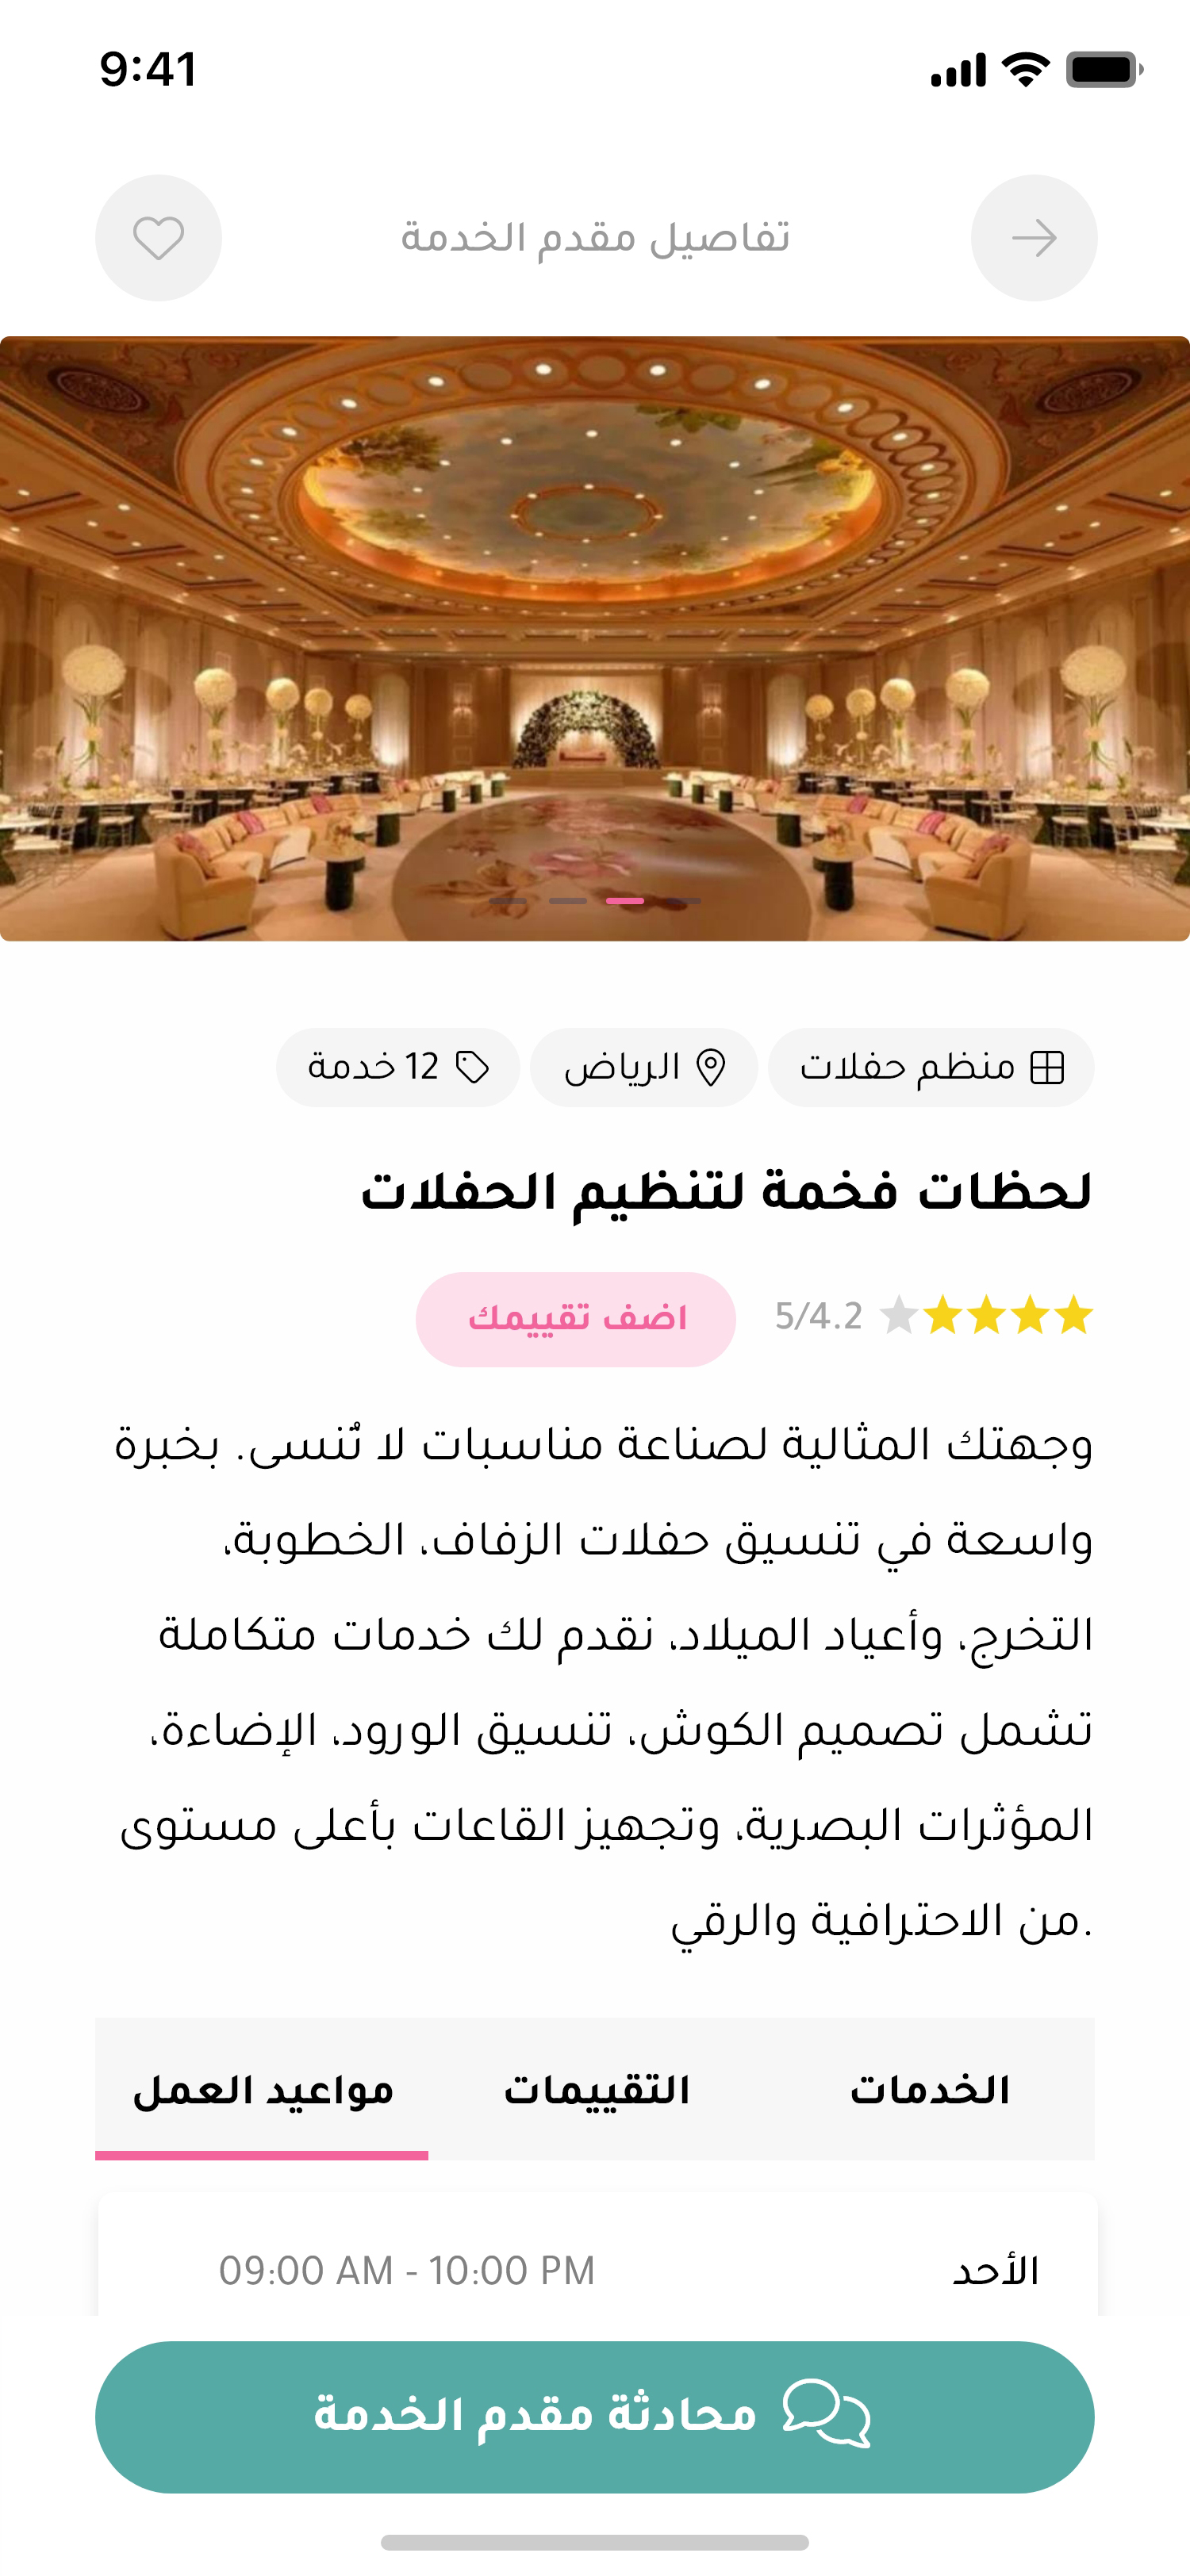 9:41
تفاصيل مقدم الخدمة
منظم حفلات
الرياض
12 خدمة
لحظات فخمة لتنظيم الحفلات
5/4.2
اضف تقييمك
وجهتك المثالية لصناعة مناسبات لا تُنسى. بخبرة
واسعة في تنسيق حفلات الزفاف، الخطوبة،
التخرج، وأعياد الميلاد، نقدم لك خدمات متكاملة
تشمل تصميم الكوش، تنسيق الورود، الإضاءة،
المؤثرات البصرية، وتجهيز القاعات بأعلى مستوى
.من الاحترافية والرقي
الخدمات
التقييمات
مواعيد العمل
الأحد
09:00 AM - 10:00 PM
محادثة مقدم الخدمة